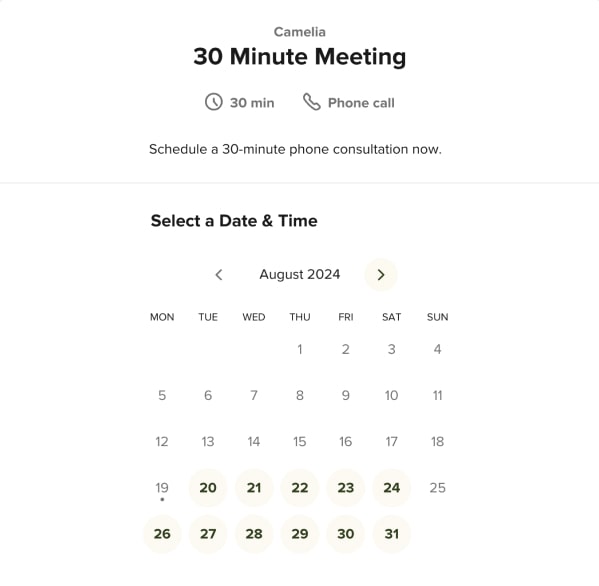 Camelia
30 Minute Meeting
30 min Phone call
Schedule a 30-minute phone consultation now.
Select a Date & Time
August 2024
MON TUE WED THU FRI SAT SUN
1 2 3 4
5 6 7 8 9 10 11
12 13 14 15 16 17 18
19 20 21 22 23 24 25
26 27 28 29 30 31